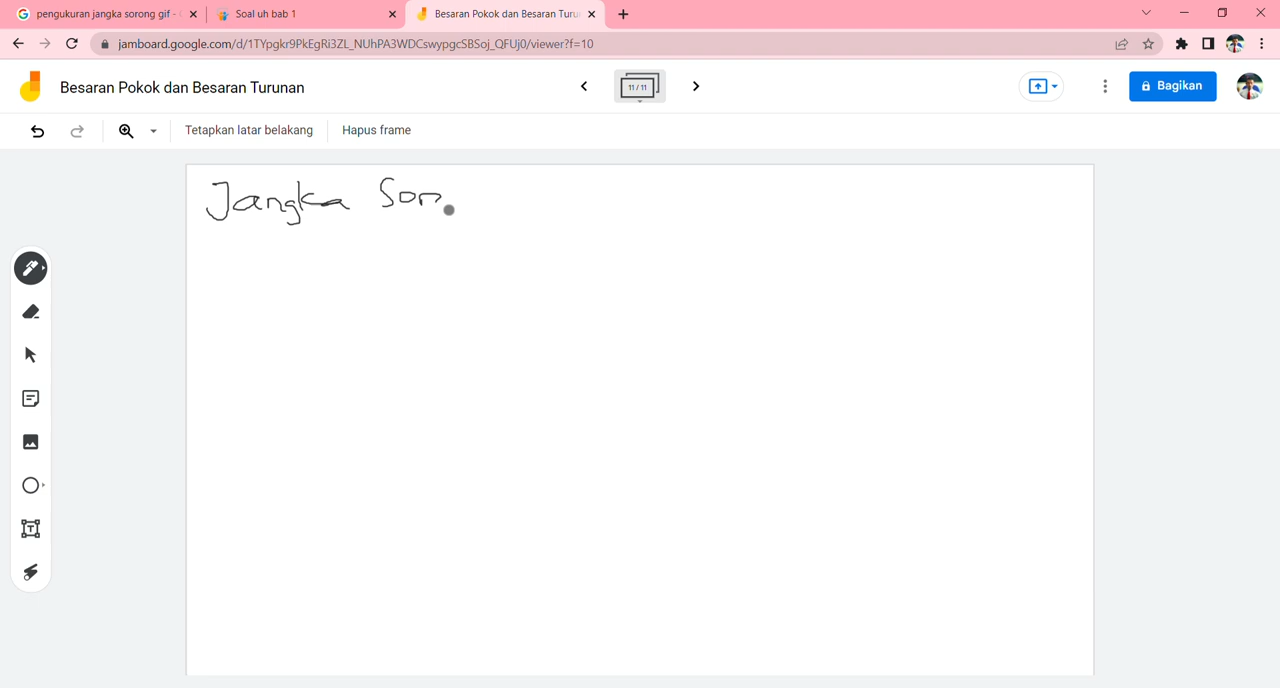 pengukuran jangka sorong gif -
Soal uh bab 1
Besaran Pokok dan Besaran Turu
jamboard.google.com/d/1TYpgkr9PkEgRi3ZL_NUhPA3WDCswypgcSBSoj_QFUj0/viewer?f=10
Besaran Pokok dan Besaran Turunan
11 / 11
Bagikan
Tetapkan latar belakang
Hapus frame
Jangka Son